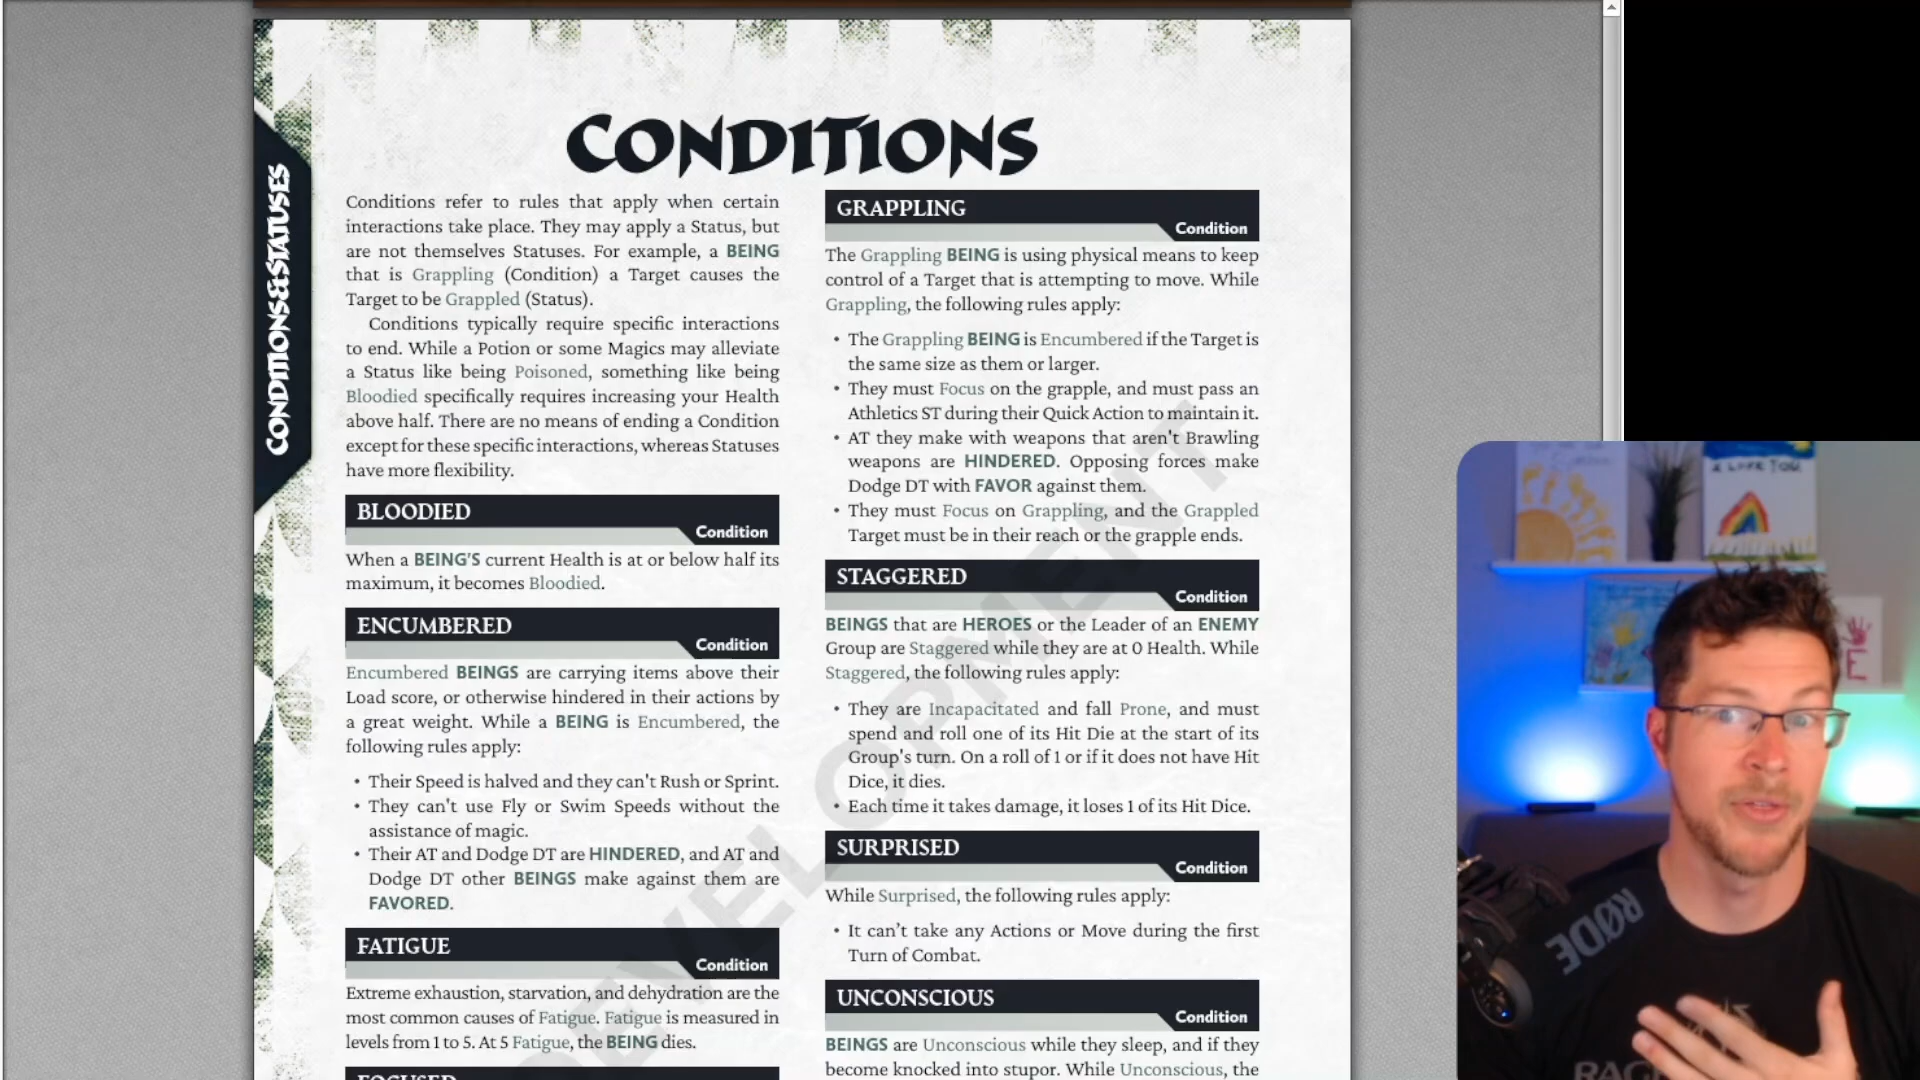 CONDITIONS&STATUSES
CONDITIONS
Conditions refer to rules that apply when certain
interactions take place. They may apply a Status, but
are not themselves Statuses. For example, a BEING
that is Grappling (Condition) a Target causes the
Target to be Grappled (Status).
Conditions typically require specific interactions
to end. While a Potion or some Magics may alleviate
a Status like being Poisoned, something like being
Bloodied specifically requires increasing your Health
above half. There are no means of ending a Condition
except for these specific interactions, whereas Statuses
have more flexibility.
BLOODIED
Condition
When a BEING'S current Health is at or below half its
maximum, it becomes Bloodied.
ENCUMBERED
Condition
Encumbered BEINGS are carrying items above their
Load score, or otherwise hindered in their actions by
a great weight. While a BEING is Encumbered, the
following rules apply:
• Their Speed is halved and they can't Rush or Sprint.
• They can't use Fly or Swim Speeds without the
assistance of magic.
• Their AT and Dodge DT are HINDERED, and AT and
Dodge DT other BEINGS make against them are
FAVORED.
FATIGUE
Condition
Extreme exhaustion, starvation, and dehydration are the
most common causes of Fatigue. Fatigue is measured in
levels from 1 to 5. At 5 Fatigue, the BEING dies.
FOCUSED
GRAPPLING
Condition
The Grappling BEING is using physical means to keep
control of a Target that is attempting to move. While
Grappling, the following rules apply:
• The Grappling BEING is Encumbered if the Target is
the same size as them or larger.
• They must Focus on the grapple, and must pass an
Athletics ST during their Quick Action to maintain it.
• AT they make with weapons that aren't Brawling
weapons are HINDERED. Opposing forces make
Dodge DT with FAVOR against them.
• They must Focus on Grappling, and the Grappled
Target must be in their reach or the grapple ends.
STAGGERED
Condition
BEINGS that are HEROES or the Leader of an ENEMY
Group are Staggered while they are at 0 Health. While
Staggered, the following rules apply:
• They are Incapacitated and fall Prone, and must
spend and roll one of its Hit Die at the start of its
Group's turn. On a roll of 1 or if it does not have Hit
Dice, it dies.
• Each time it takes damage, it loses 1 of its Hit Dice.
SURPRISED
Condition
While Surprised, the following rules apply:
• It can't take any Actions or Move during the first
Turn of Combat.
UNCONSCIOUS
Condition
BEINGS are Unconscious while they sleep, and if they
become knocked into stupor. While Unconscious, the
DEVELOPMENT
I LOVE YOU
E
RØDE